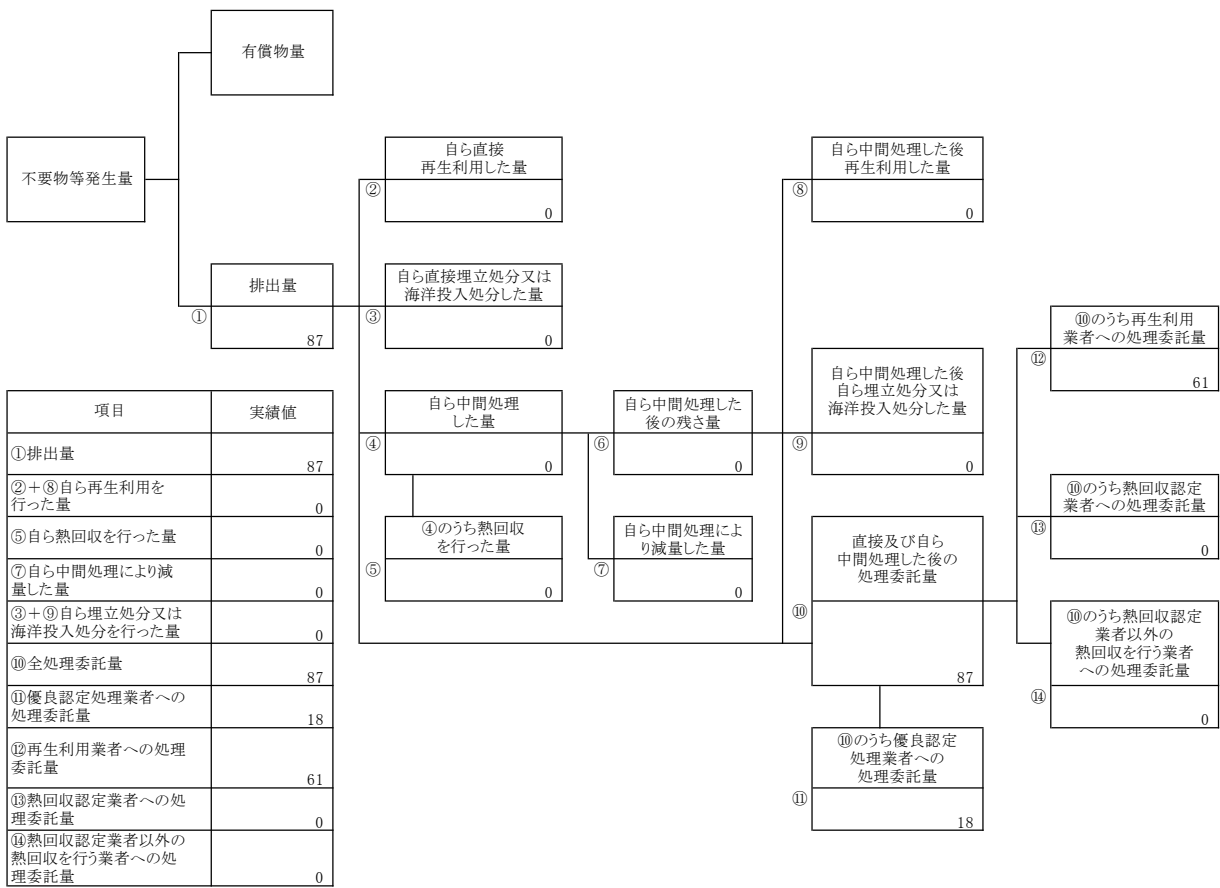 有償物量
不要物等発生量
自ら直接
再生利用した量
②
0
自ら中間処理した後
再生利用した量
⑧
0
排出量
①
87
自ら直接埋立処分又は
海洋投入処分した量
③
0
⑩のうち再生利用
業者への処理委託量
⑫
61
自ら中間処理した後
自ら埋立処分又は
海洋投入処分した量
⑨
0
自ら中間処理
した量
④
0
自ら中間処理した
後の残さ量
⑥
0
⑩のうち熱回収認定
業者への処理委託量
⑬
0
④のうち熱回収
を行った量
⑤
0
自ら中間処理によ
り減量した量
⑦
0
直接及び自ら
中間処理した後の
処理委託量
⑩
87
⑩のうち熱回収認定
業者以外の
熱回収を行う業者
への処理委託量
⑭
0
⑩のうち優良認定
処理業者への
処理委託量
⑪
18
項目 実績値
①排出量
87
②+⑧自ら再生利用を
行った量 0
⑤自ら熱回収を行った量
0
⑦自ら中間処理により減
量した量 0
③+⑨自ら埋立処分又は
海洋投入処分を行った量 0
⑩全処理委託量
87
⑪優良認定処理業者への
処理委託量 18
⑫再生利用業者への処理
委託量
61
⑬熱回収認定業者への処
理委託量 0
⑭熱回収認定業者以外の
熱回収を行う業者への処
理委託量 0